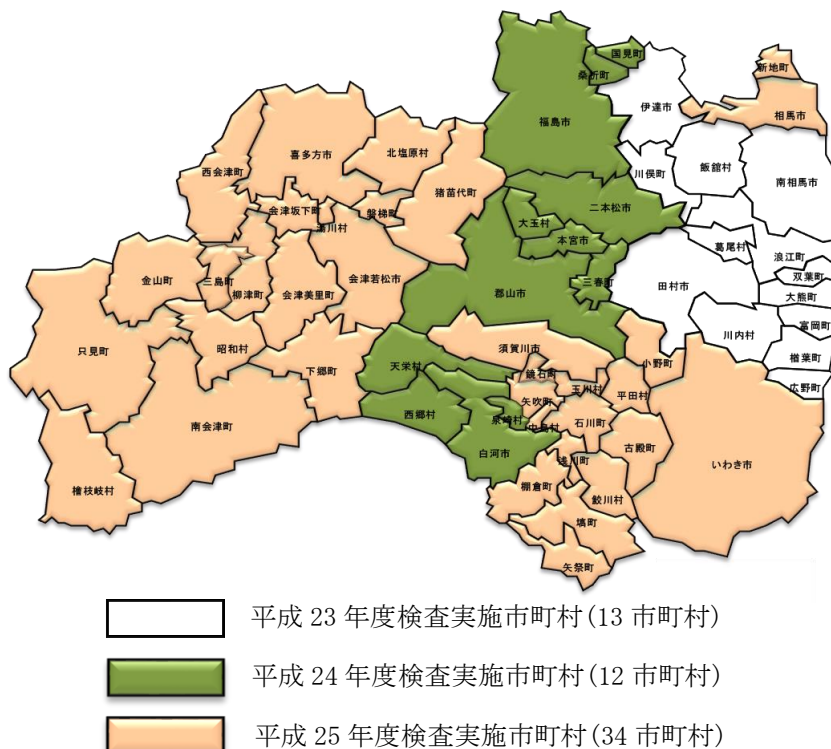 国見町
桑折町
新地町
伊達市
相馬市
福島市
喜多方市
北塩原村
西会津町
川俣町
飯舘村
南相馬市
猪苗代町
会津坂下町
磐梯町
二本松市
湯川村
大玉村
本宮市
葛尾村
浪江町
金山町
三島町
柳津町
会津美里町
会津若松市
三春町
郡山市
田村市
双葉町
大熊町
富岡町
川内村
楢葉町
広野町
只見町
昭和村
下郷町
須賀川市
天栄村
鏡石町
小野町
玉川村
平田村
矢吹町
西郷村
泉崎村
中島村
石川町
南会津町
白河市
古殿町
浅川町
いわき市
檜枝岐村
棚倉町
鮫川村
塙町
矢祭町
平成 23 年度検査実施市町村(13 市町村)
平成 24 年度検査実施市町村(12 市町村)
平成 25 年度検査実施市町村(34 市町村)